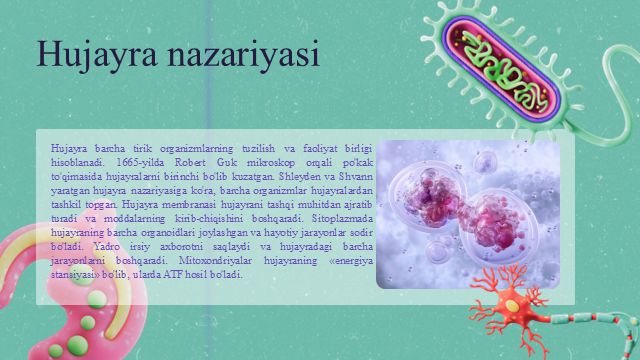 Hujayra nazariyasi
Hujayra barcha tirik organizmlarning tuzilish va faoliyat birligi
hisoblanadi. 1665-yilda Robert Guk mikroskop orqali po'kak
to'qimasida hujayralarni birinchi bo'lib kuzatgan. Shleyden va Shvann
yaratgan hujayra nazariyasiga ko'ra, barcha organizmlar hujayralardan
tashkil topgan. Hujayra membranasi hujayrani tashqi muhitdan ajratib
turadi va moddalarning kirib-chiqishini boshqaradi. Sitoplazmada
hujayraning barcha organoidlari joylashgan va hayotiy jarayonlar sodir
bo'ladi. Yadro irsiy axborotni saqlaydi va hujayradagi barcha
jarayonlarni boshqaradi. Mitoxondriyalar hujayraning «energiya
stansiyasi» bo'lib, ularda ATF hosil bo'ladi.